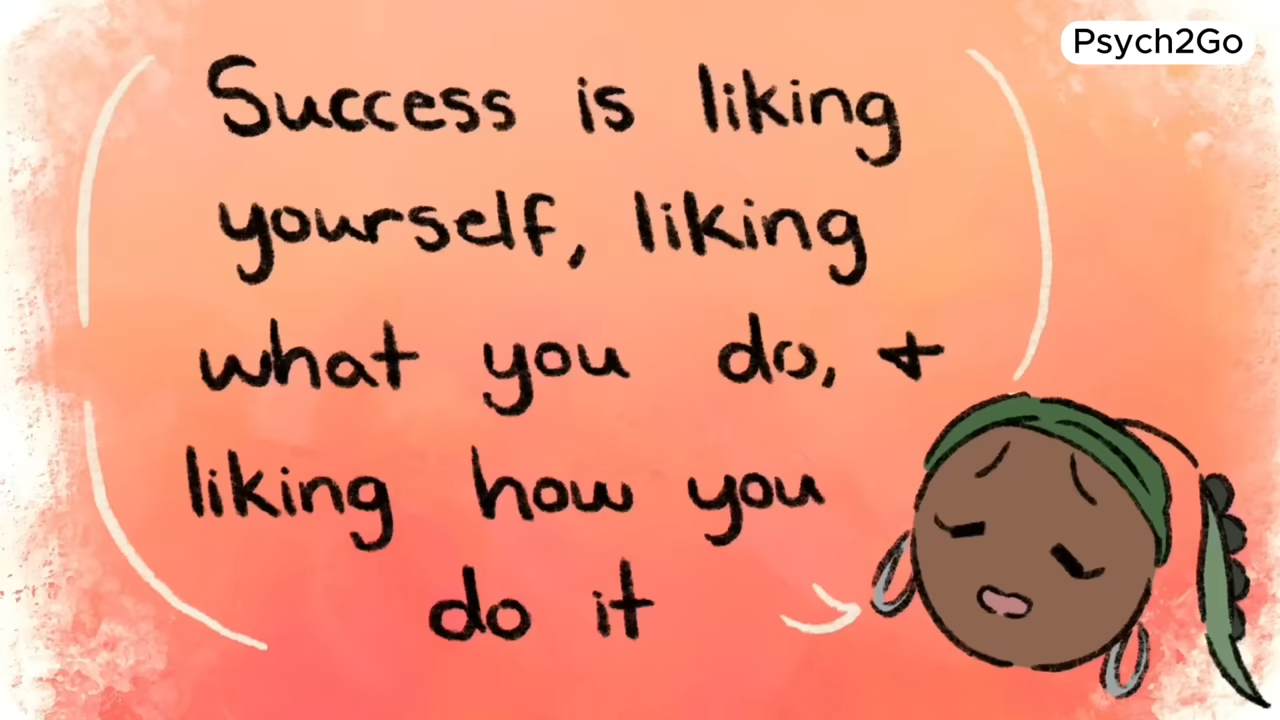 Psych2Go
Success is liking
yourself, liking
what you do, +
liking how you
do it